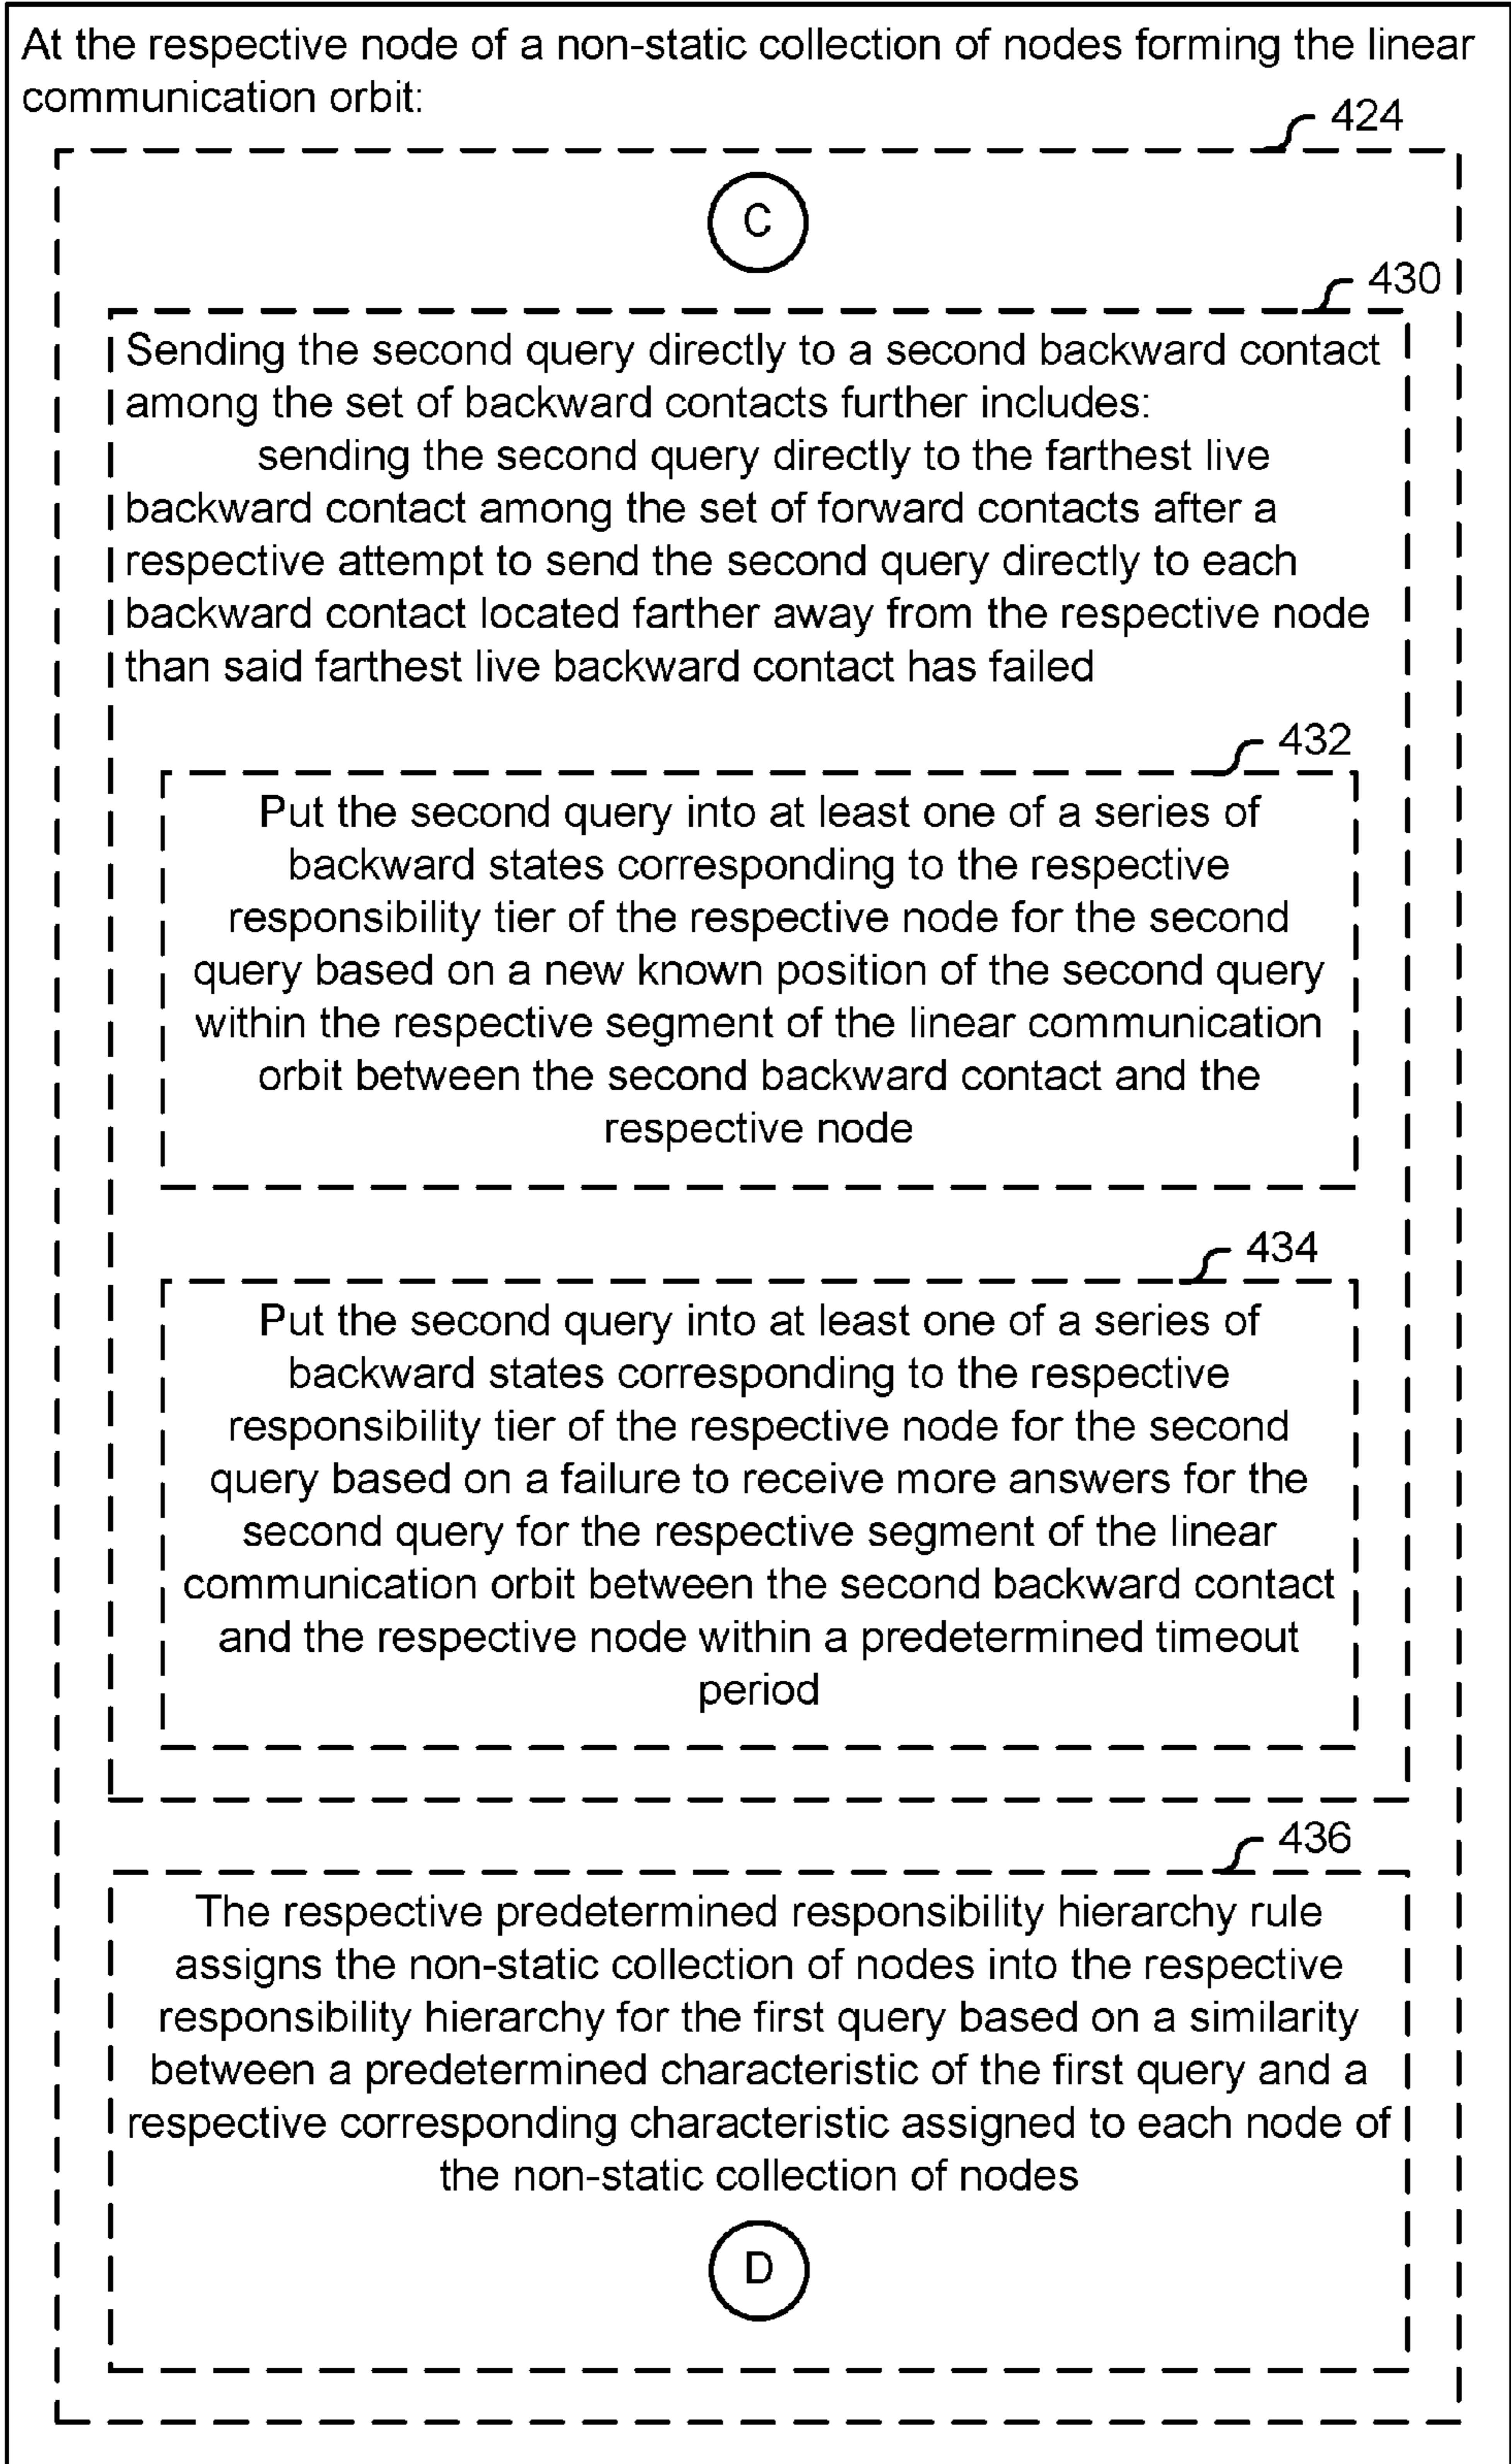 At the respective node of a non-static collection of nodes forming the linear
communication orbit:
424
C
430
Sending the second query directly to a second backward contact
among the set of backward contacts further includes:
sending the second query directly to the farthest live
backward contact among the set of forward contacts after a
respective attempt to send the second query directly to each
backward contact located farther away from the respective node
than said farthest live backward contact has failed
432
Put the second query into at least one of a series of
backward states corresponding to the respective
responsibility tier of the respective node for the second
query based on a new known position of the second query
within the respective segment of the linear communication
orbit between the second backward contact and the
respective node
434
Put the second query into at least one of a series of
backward states corresponding to the respective
responsibility tier of the respective node for the second
query based on a failure to receive more answers for the
second query for the respective segment of the linear
communication orbit between the second backward contact
and the respective node within a predetermined timeout
period
436
The respective predetermined responsibility hierarchy rule
assigns the non-static collection of nodes into the respective
responsibility hierarchy for the first query based on a similarity
between a predetermined characteristic of the first query and a
respective corresponding characteristic assigned to each node of
the non-static collection of nodes
D